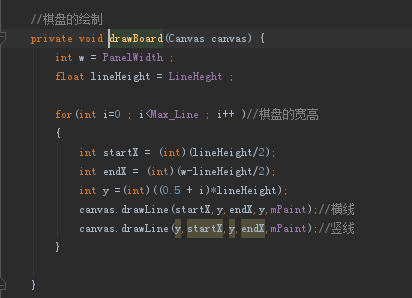 //棋盘的绘制
private void drawBoard(Canvas canvas) {
int w = PanelWidth ;
float lineHeight = LineHeght ;
for(int i=0 ; i<Max_Line ; i++ )//棋盘的宽高
{
int startX = (int)(lineHeight/2);
int endX = (int)(w-lineHeight/2);
int y =(int)((0.5 + i)*lineHeight);
canvas.drawLine(startX,y,endX,y,mPaint);//横线
canvas.drawLine(y,startX,y,endX,mPaint);//竖线
}
}